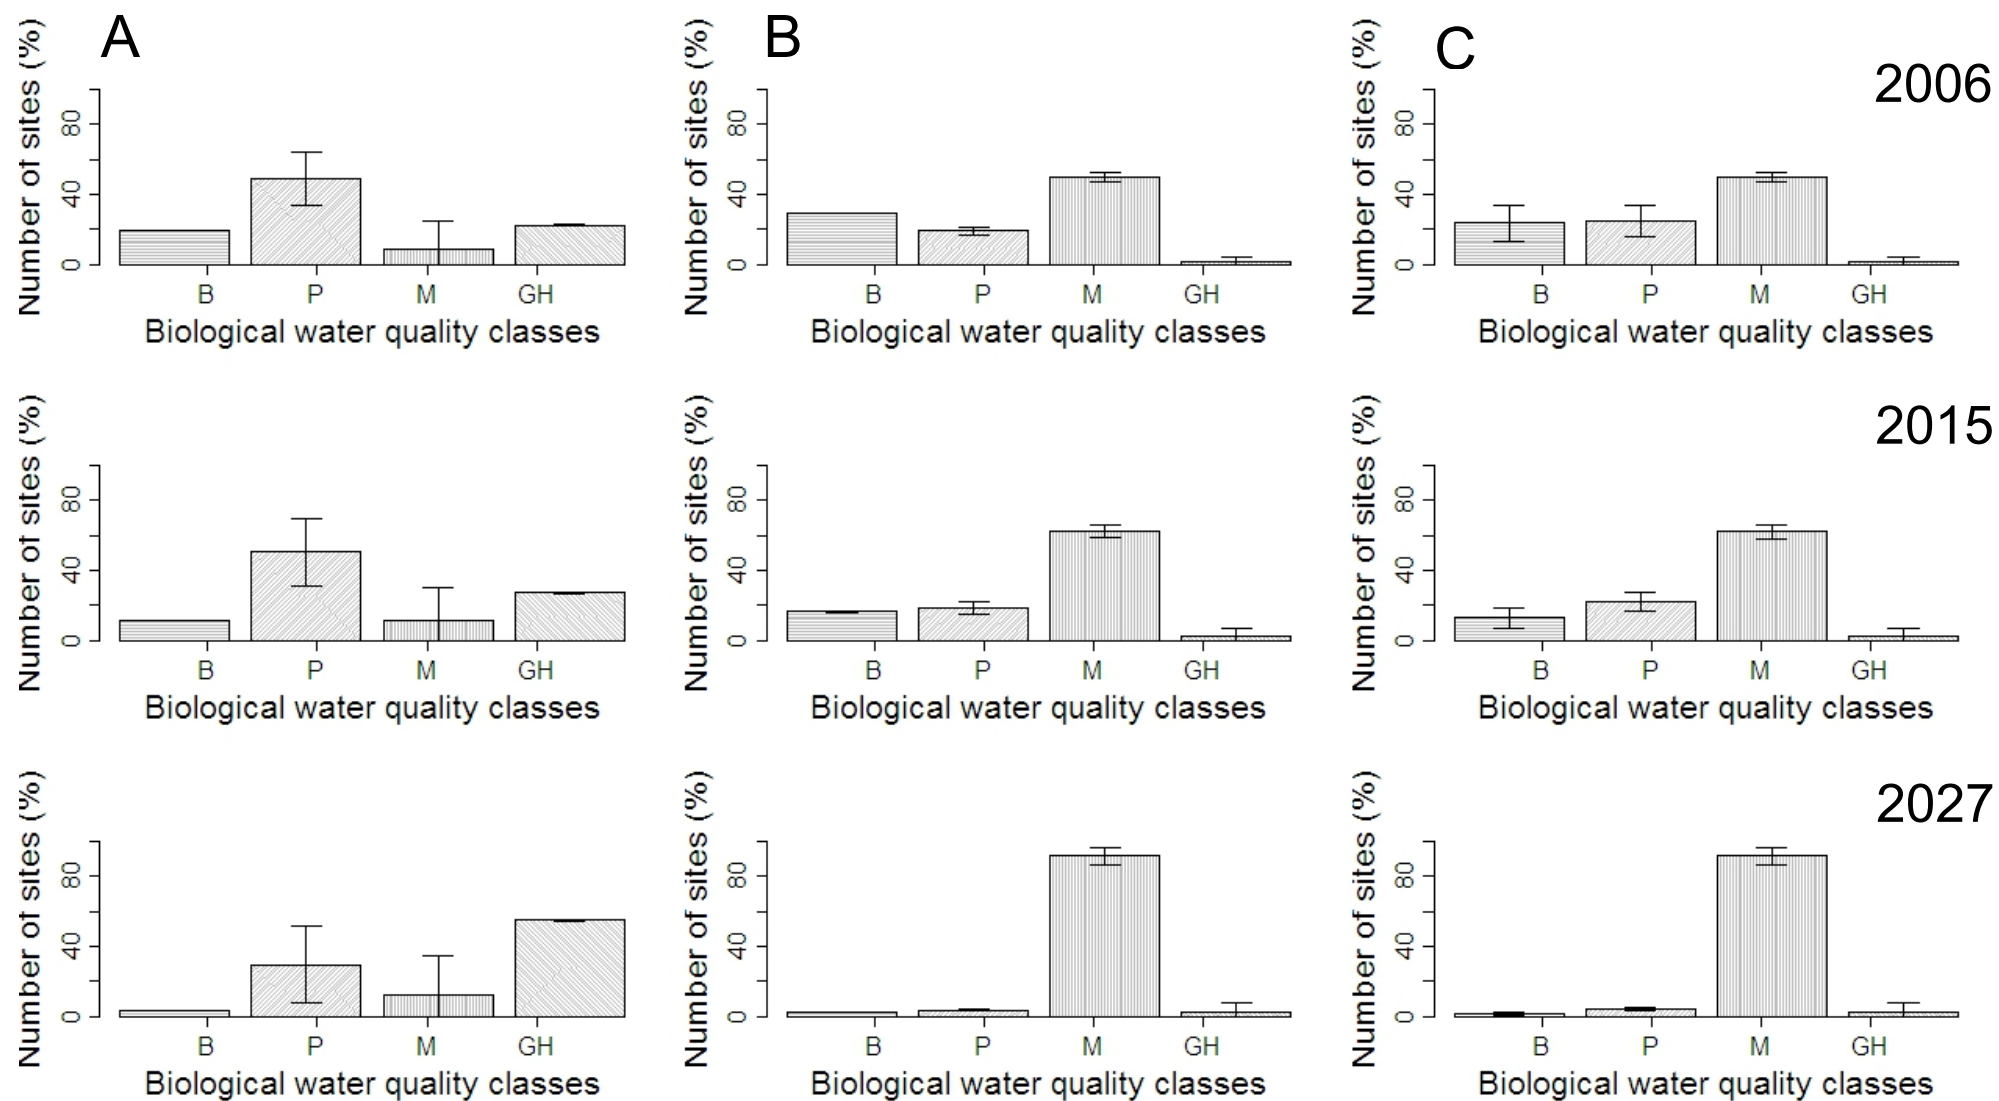 A B C
2006
Number of sites (%) Number of sites (%) Number of sites (%)
80 80 80
40 40 40
0 0 0
B P M GH B P M GH B P M GH
Biological water quality classes Biological water quality classes Biological water quality classes
2015
Number of sites (%) Number of sites (%) Number of sites (%)
80 80 80
40 40 40
0 0 0
B P M GH B P M GH B P M GH
Biological water quality classes Biological water quality classes Biological water quality classes
2027
Number of sites (%) Number of sites (%) Number of sites (%)
80 80 80
40 40 40
0 0 0
B P M GH B P M GH B P M GH
Biological water quality classes Biological water quality classes Biological water quality classes